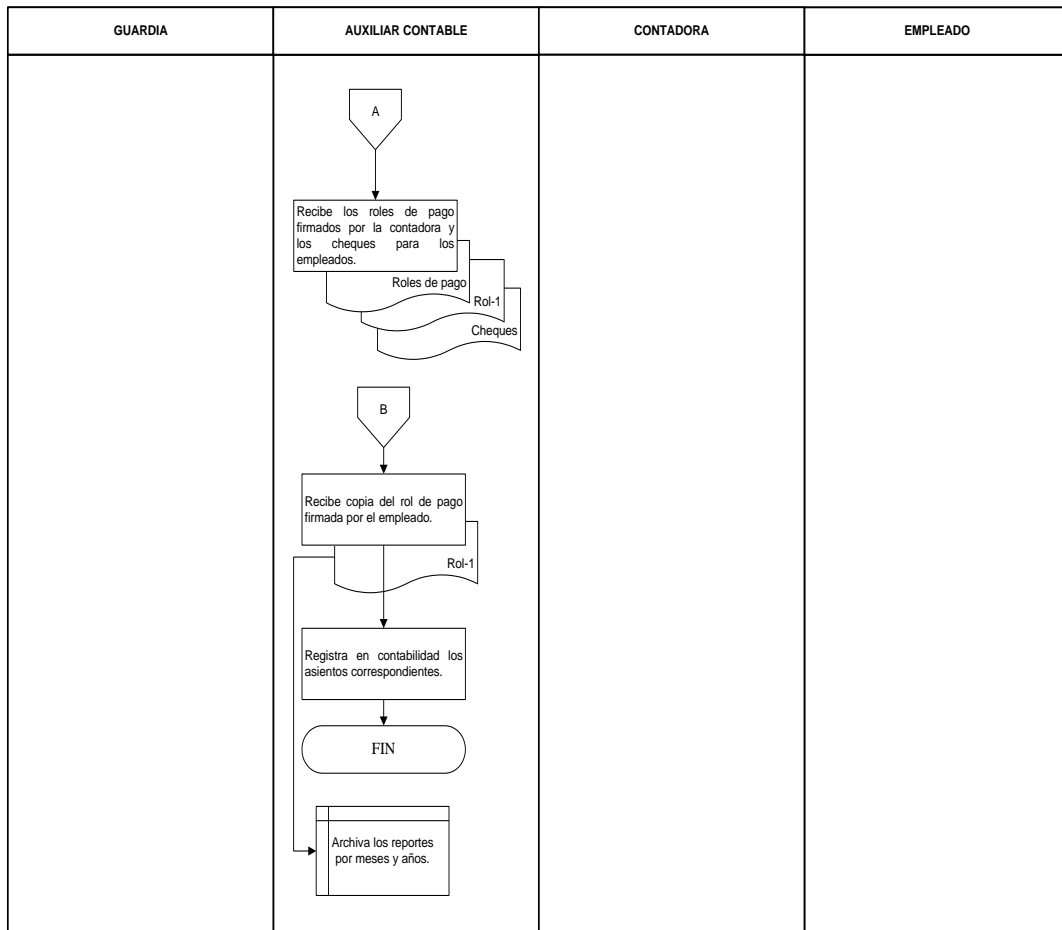 GUARDIA
AUXILIAR CONTABLE
CONTADORA
EMPLEADO
A
Recibe los roles de pago
firmados por la contadora y
los cheques para los
empleados.
Roles de pago
Rol-1
Cheques
B
Recibe copia del rol de pago
firmada por el empleado.
Rol-1
Registra en contabilidad los
asientos correspondientes.
FIN
Archiva los reportes
por meses y años.